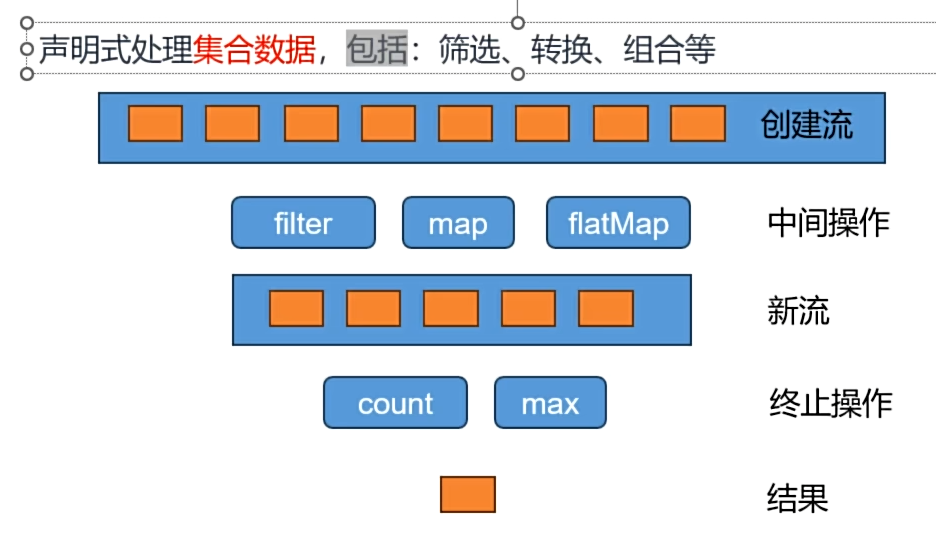 声明式处理集合数据，包括：筛选、转换、组合等
创建流
filter map flatMap 中间操作
新流
count max 终止操作
结果